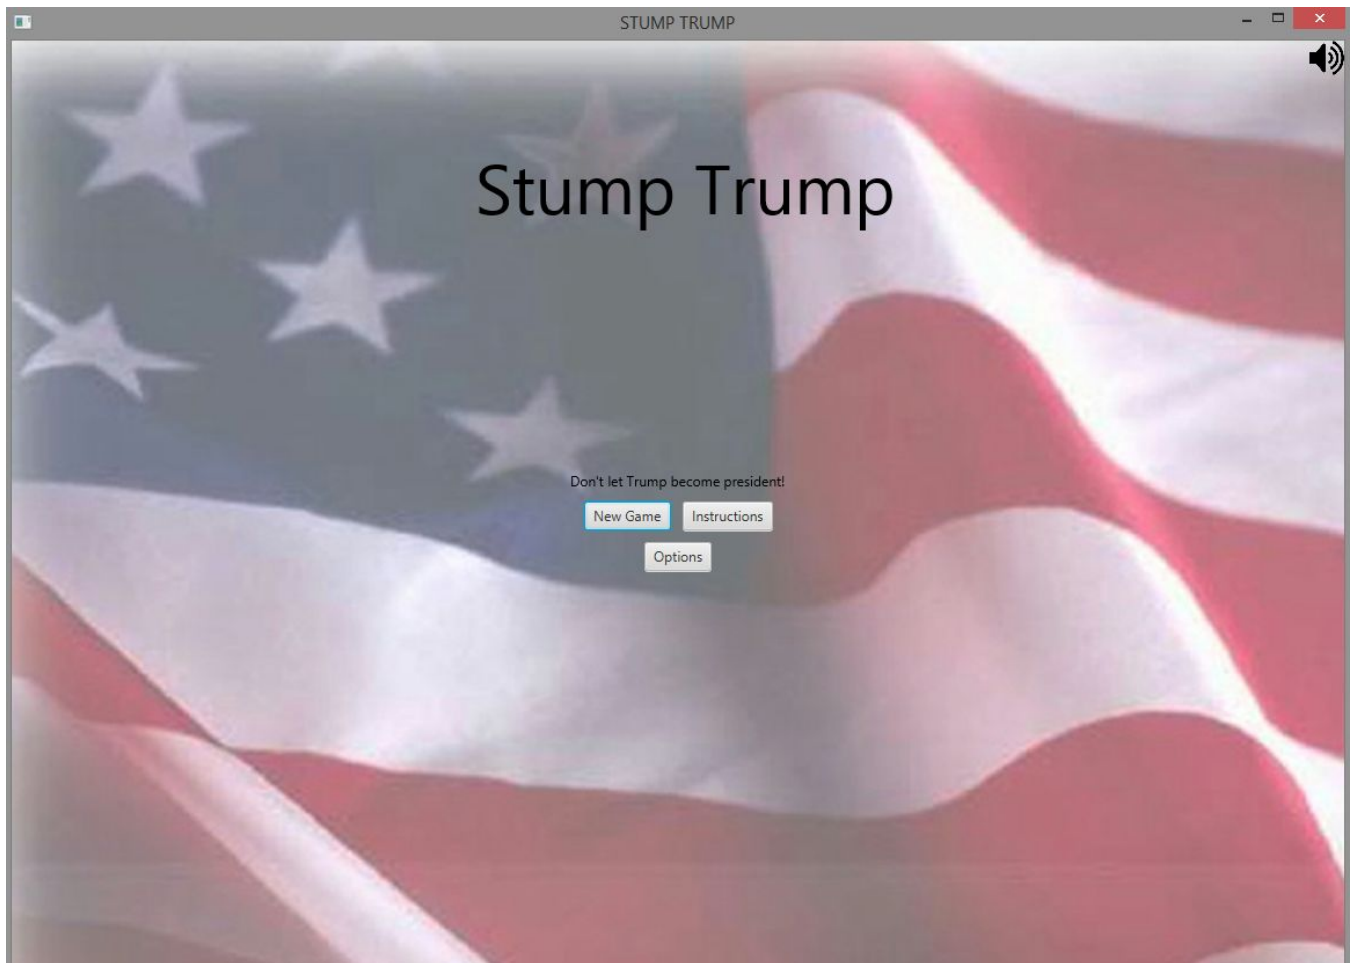 STUMP TRUMP
Stump Trump
Don't let Trump become president!
New Game Instructions
Options